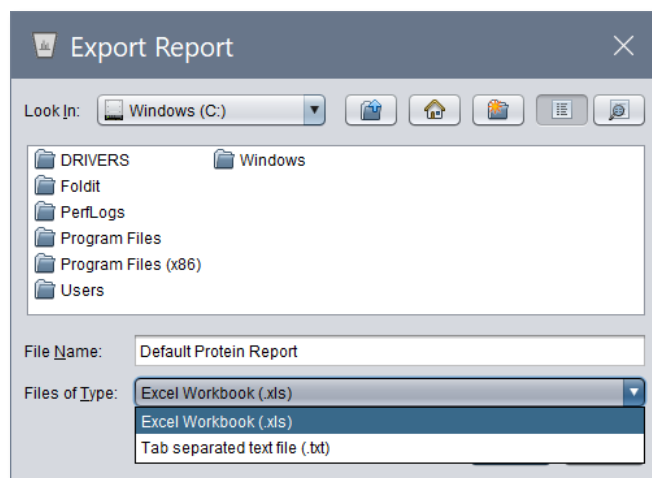 Export Report
Look In: Windows (C:)
DRIVERS Windows
Foldit
PerfLogs
Program Files
Program Files (x86)
Users
File Name: Default Protein Report
Files of Type: Excel Workbook (.xls)
Excel Workbook (.xls)
Tab separated text file (.txt)